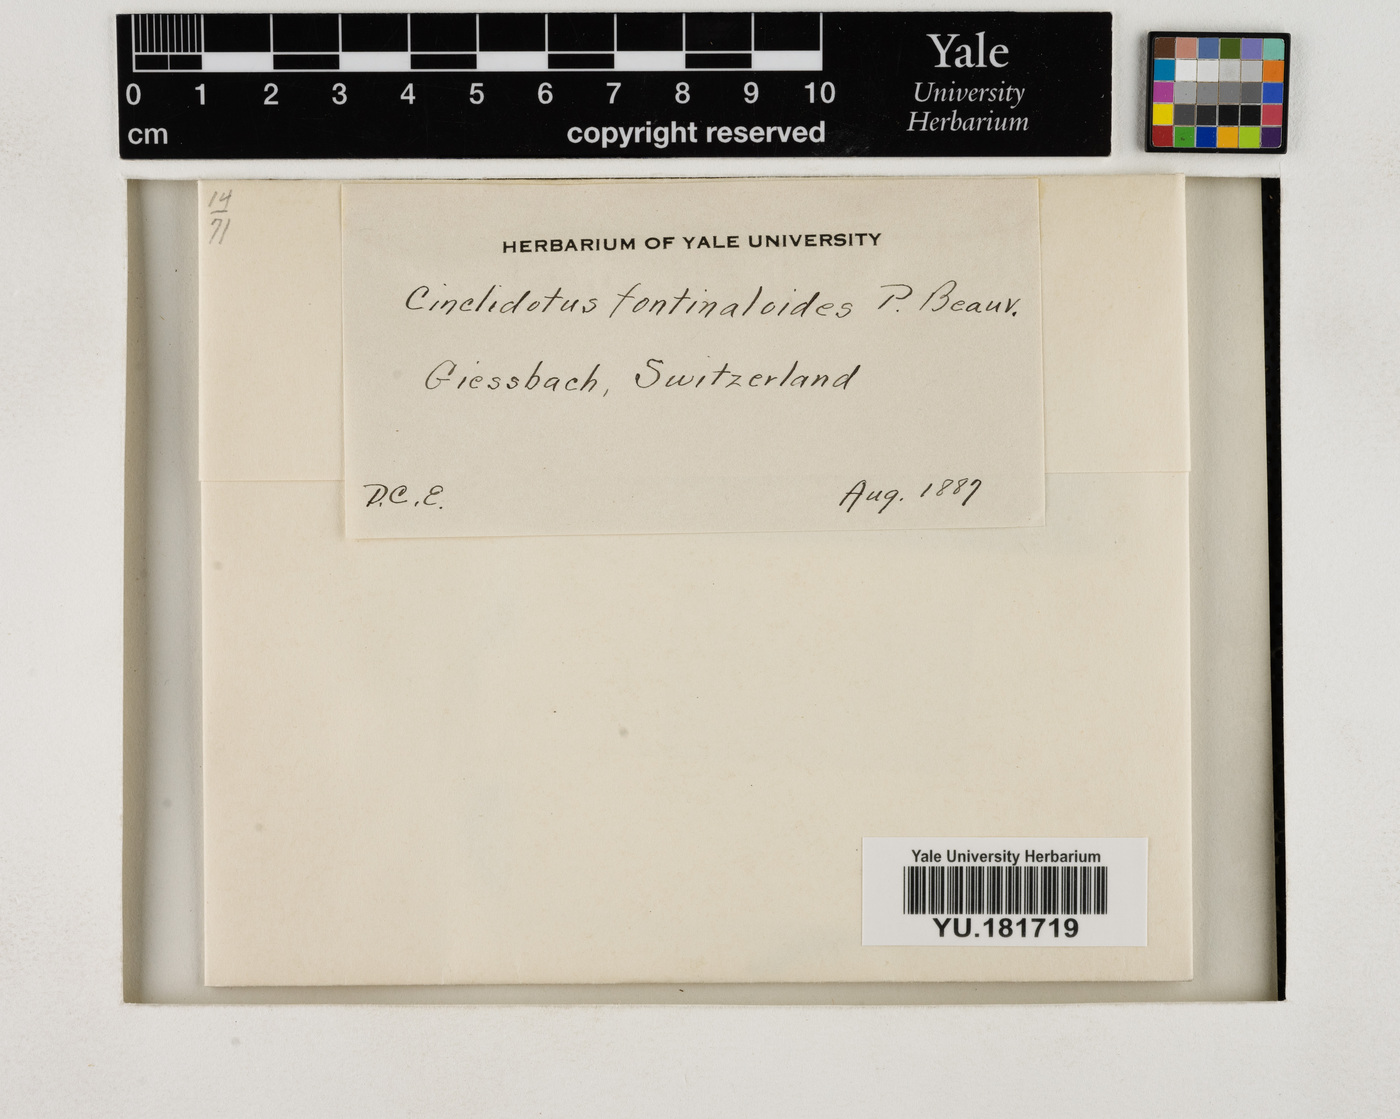 0 1 2 3 4 5 6 7 8 9 10
cm
copyright reserved
Yale
University
Herbarium
14
71
HERBARIUM OF YALE UNIVERSITY
Cinclidotus fontinaloides P. Beauv.
Giessbach, Switzerland
D.C.E.
Aug. 1887
Yale University Herbarium
YU.181719